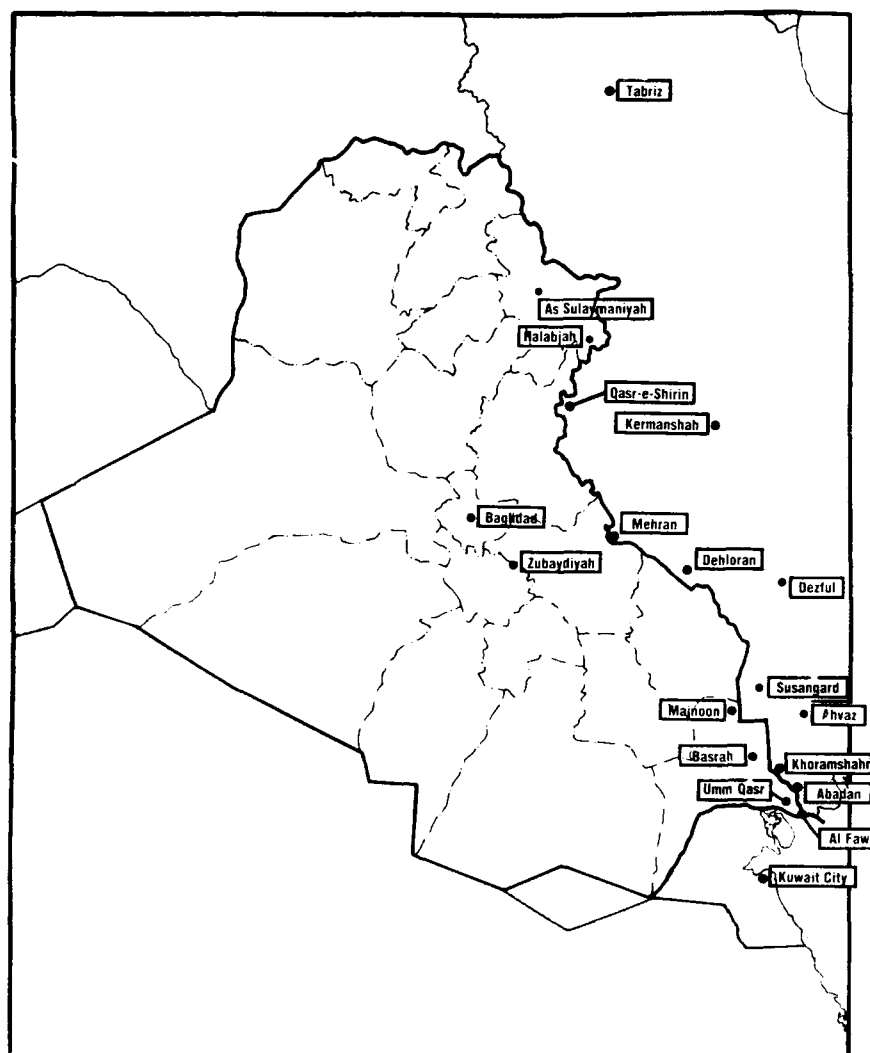 Tabriz
As Sulaymaniyah
Halabjah
Qasr-e-Shirin
Kermanshah
Baghdad
Mehran
Zubaydiyah
Dehloran
Dezful
Susangard
Majnoon
Ahvaz
Basrah
Khoramshahr
Umm Qasr
Abadan
Al Faw
Kuwait City